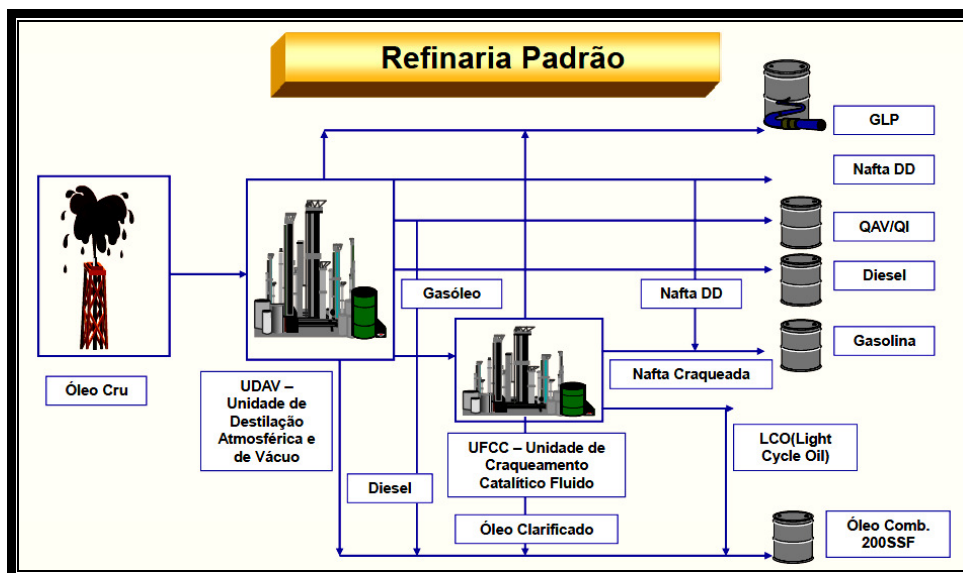 Refinaria Padrão
GLP
Nafta DD
QAV/QI
Diesel
Gasóleo
Nafta DD
Gasolina
Nafta Craqueada
Óleo Cru
UDAV –
Unidade de
Destilação
Atmosférica e
de Vácuo
UFCC – Unidade de
Craqueamento
Catalítico Fluido
LCO(Light
Cycle Oil)
Diesel
Óleo Clarificado
Óleo Comb.
200SSF